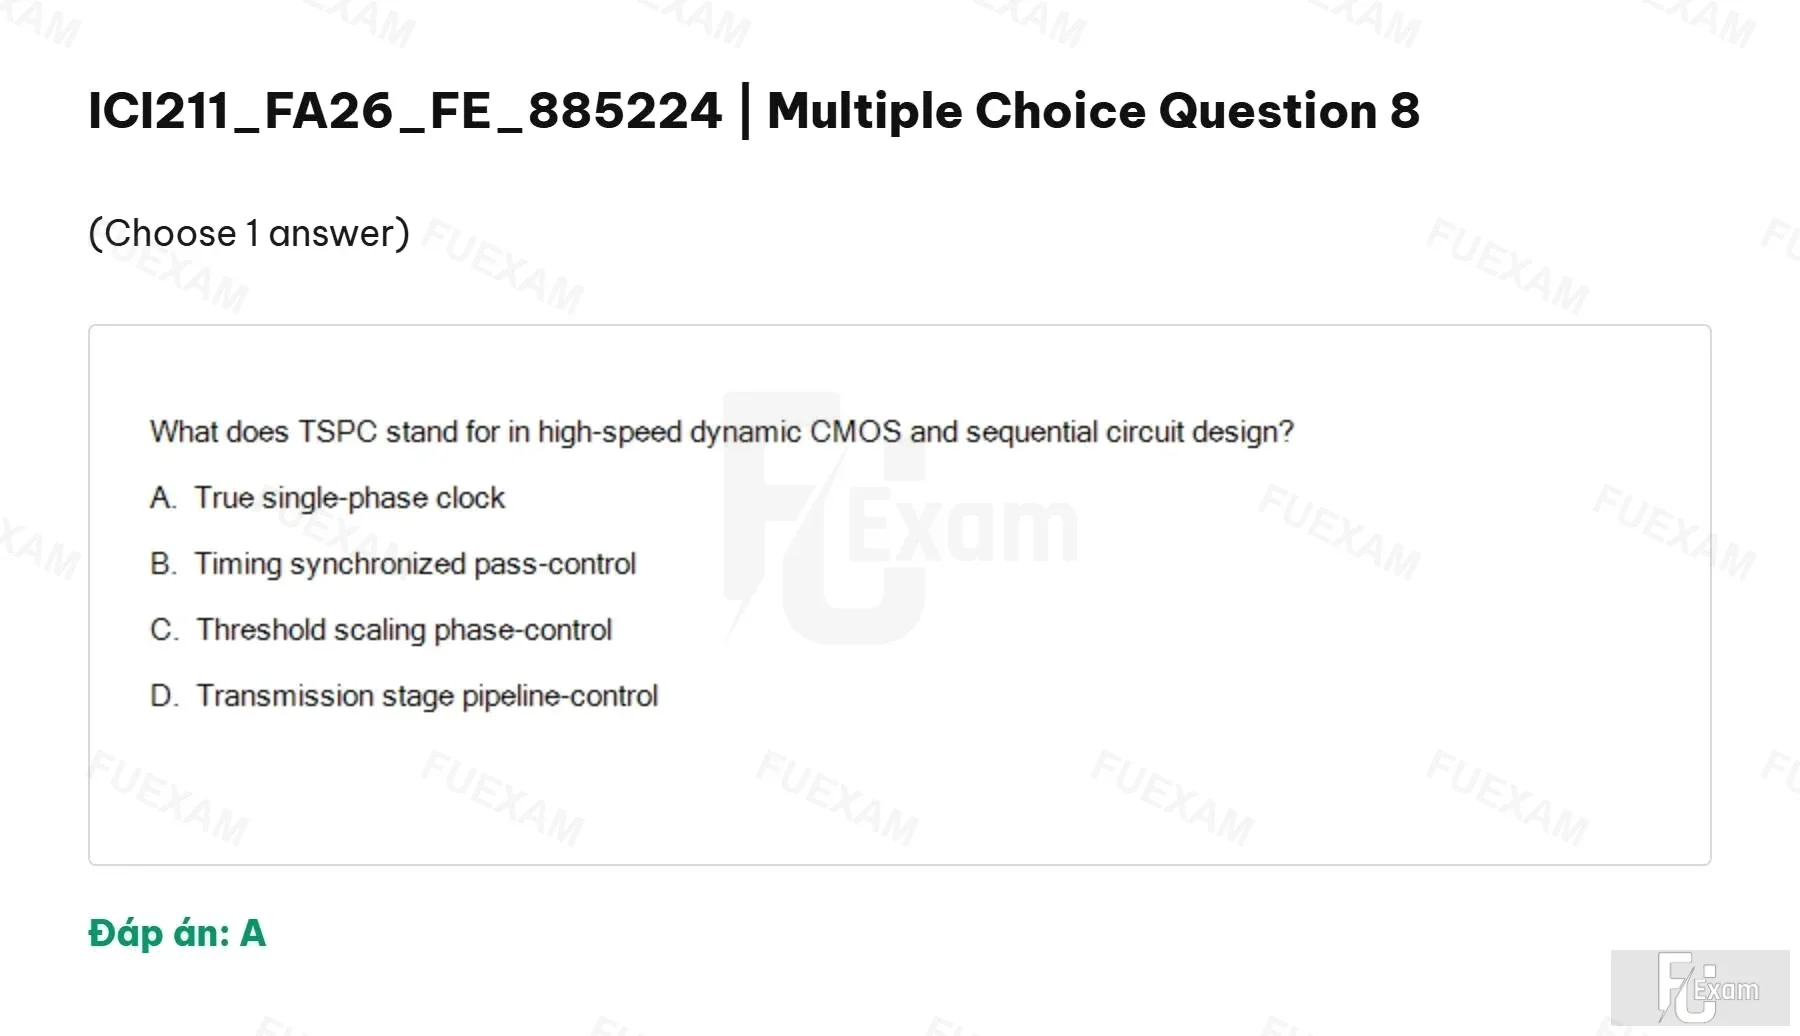 ICI211_FA26_FE_885224 | Multiple Choice Question 8
(Choose 1 answer)
What does TSPC stand for in high-speed dynamic CMOS and sequential circuit design?
A. True single-phase clock
B. Timing synchronized pass-control
C. Threshold scaling phase-control
D. Transmission stage pipeline-control
Đáp án: A
FU Exam